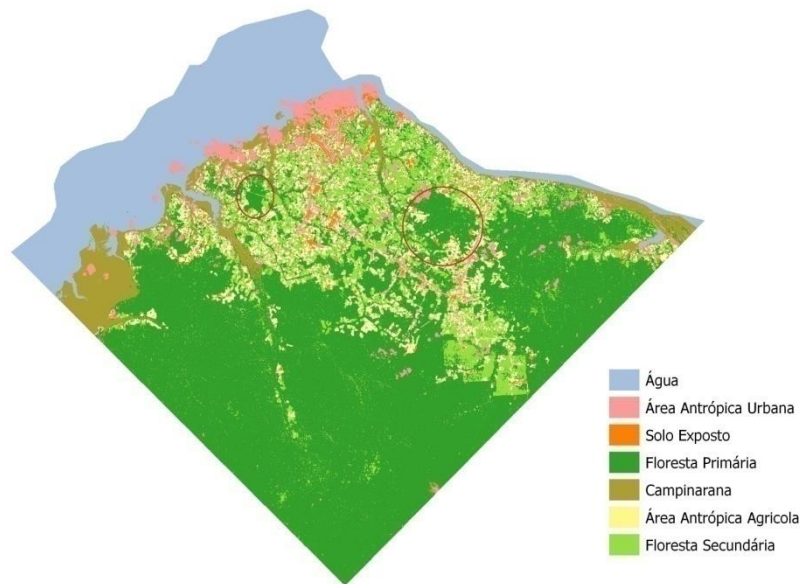 Água
Área Antrópica Urbana
Solo Exposto
Floresta Primária
Campinarana
Área Antrópica Agricola
Floresta Secundária